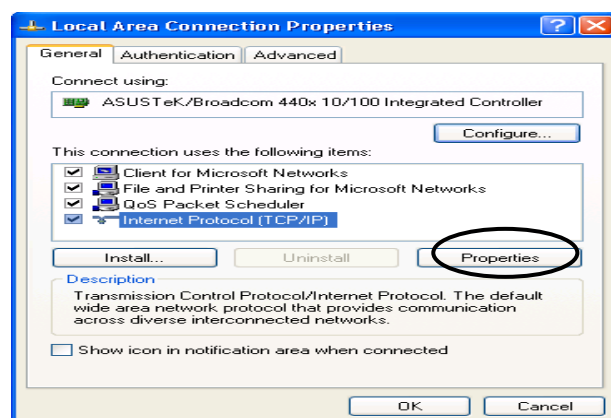 Local Area Connection Properties
General Authentication Advanced
Connect using:
ASUSTeK/Broadcom 440x 10/100 Integrated Controller
Configure...
This connection uses the following items:
Client for Microsoft Networks
File and Printer Sharing for Microsoft Networks
QoS Packet Scheduler
Internet Protocol (TCP/IP)
Install... Uninstall Properties
Description
Transmission Control Protocol/Internet Protocol. The default
wide area network protocol that provides communication
across diverse interconnected networks.
Show icon in notification area when connected
OK Cancel